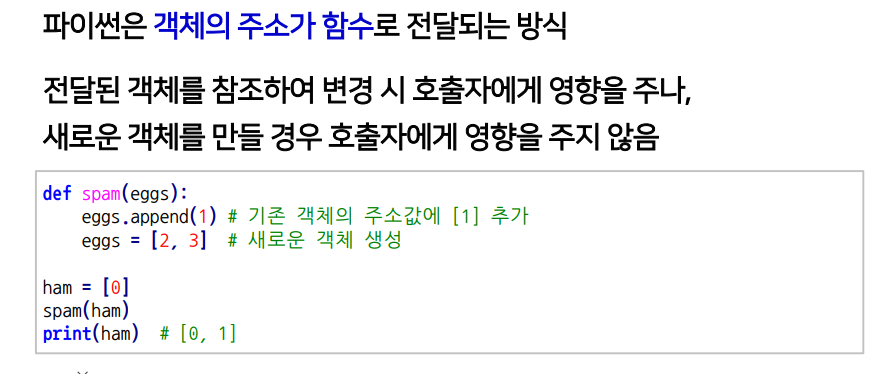 파이썬은 객체의 주소가 함수로 전달되는 방식
전달된 객체를 참조하여 변경 시 호출자에게 영향을 주나,
새로운 객체를 만들 경우 호출자에게 영향을 주지 않음
def spam(eggs):
    eggs.append(1) # 기존 객체의 주소값에 [1] 추가
    eggs = [2, 3]  # 새로운 객체 생성
ham = [0]
spam(ham)
print(ham)  # [0, 1]